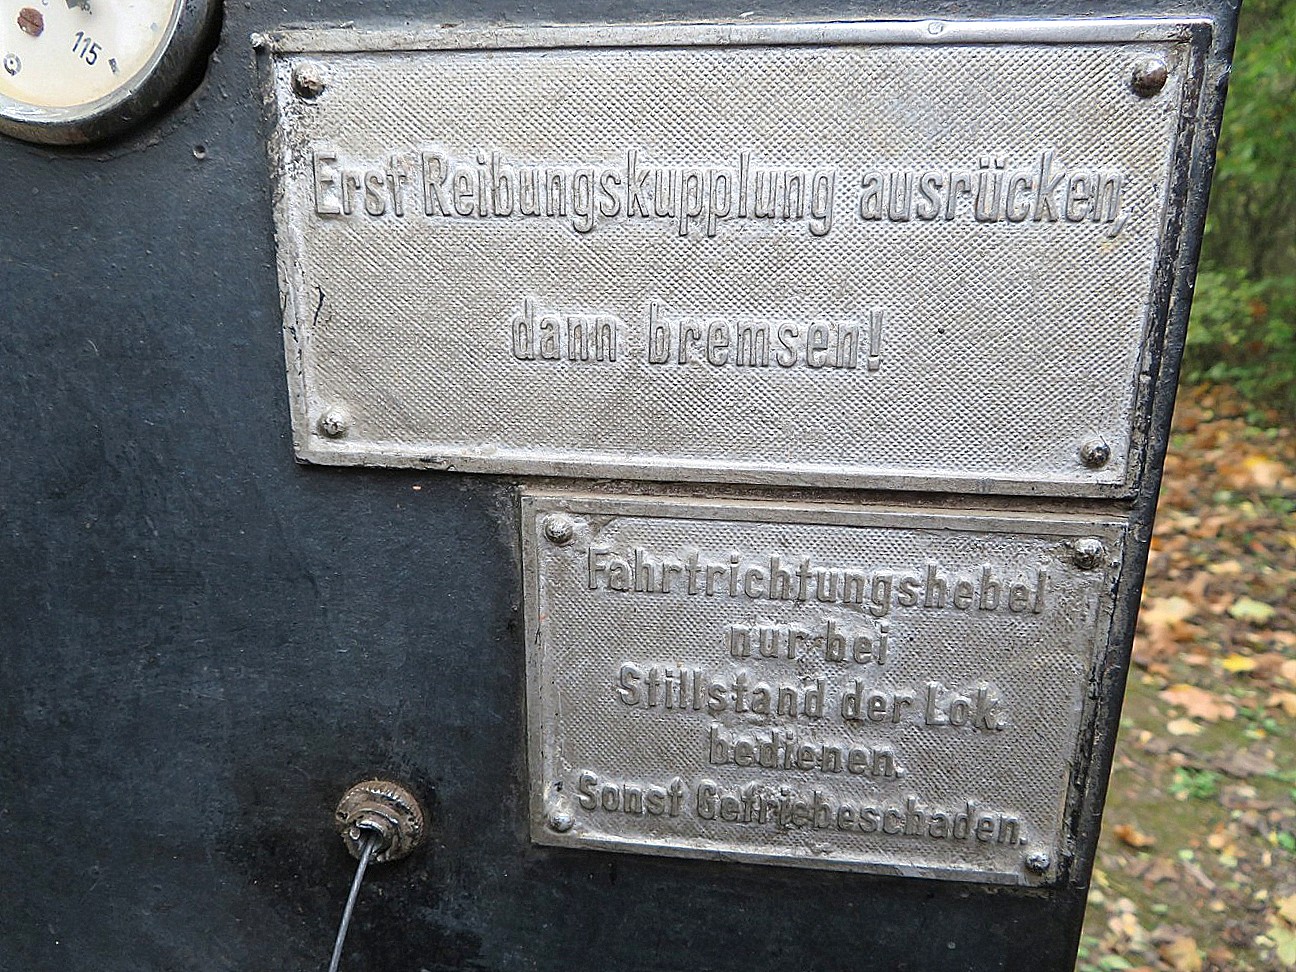 115
Erst Reibungskupplung ausrücken,
dann bremsen!
Fahrtrichtungshebel
nur bei
Stillstand der Lok.
bedienen.
Sonst Getriebeschaden.